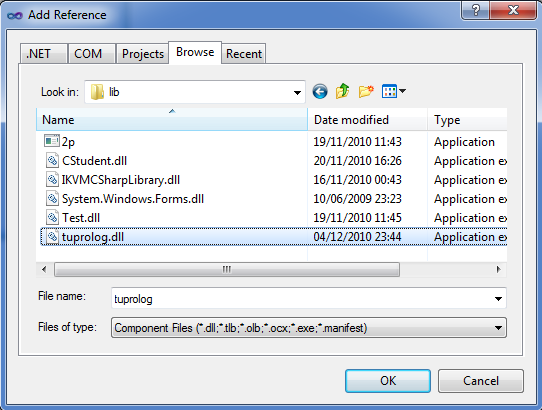 Add Reference
.NET COM Projects Browse Recent
Look in: lib
Name Date modified Type
2p 19/11/2010 11:43 Application
CStudent.dll 20/11/2010 16:26 Application ex
IKVMCSharpLibrary.dll 16/11/2010 00:43 Application ex
System.Windows.Forms.dll 10/06/2009 23:23 Application ex
Test.dll 19/11/2010 11:45 Application ex
tuprolog.dll 04/12/2010 23:44 Application ex
File name: tuprolog
Files of type: Component Files (*.dll;*.tlb;*.olb;*.ocx;*.exe;*.manifest)
OK Cancel